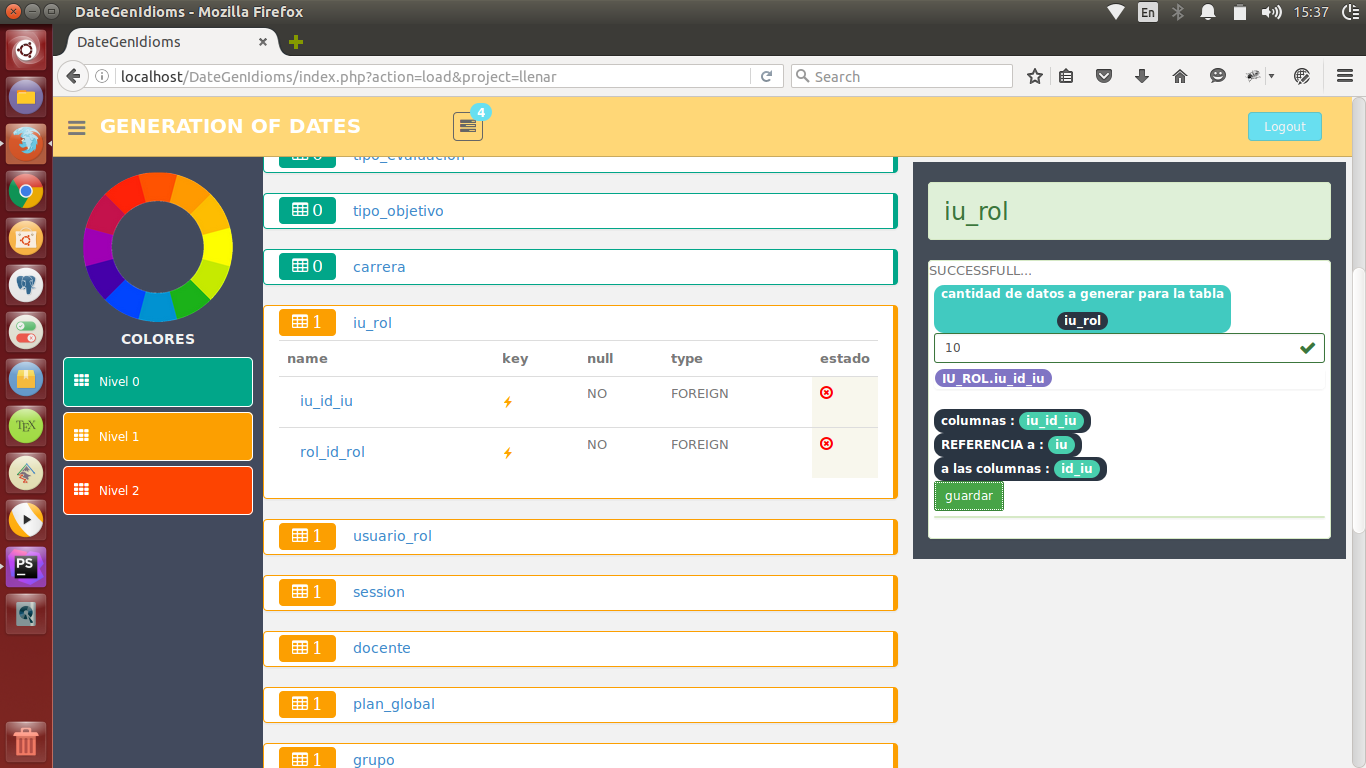 DateGenIdioms - Mozilla Firefox
En
15:37
DateGenIdioms
localhost/DateGenIdioms/index.php?action=load&project=llenar
Search
GENERATION OF DATES
4
Logout
COLORES
Nivel 0
Nivel 1
Nivel 2
0 tipo_evaluacion
0 tipo_objetivo
0 carrera
1 iu_rol
name key null type estado
iu_id_iu NO FOREIGN
rol_id_rol NO FOREIGN
1 usuario_rol
1 session
1 docente
1 plan_global
1 grupo
iu_rol
SUCCESSFULL...
cantidad de datos a generar para la tabla
iu_rol
10
IU_ROL.iu_id_iu
columnas : iu_id_iu
REFERENCIA a : iu
a las columnas : id_iu
guardar
TEX
PS